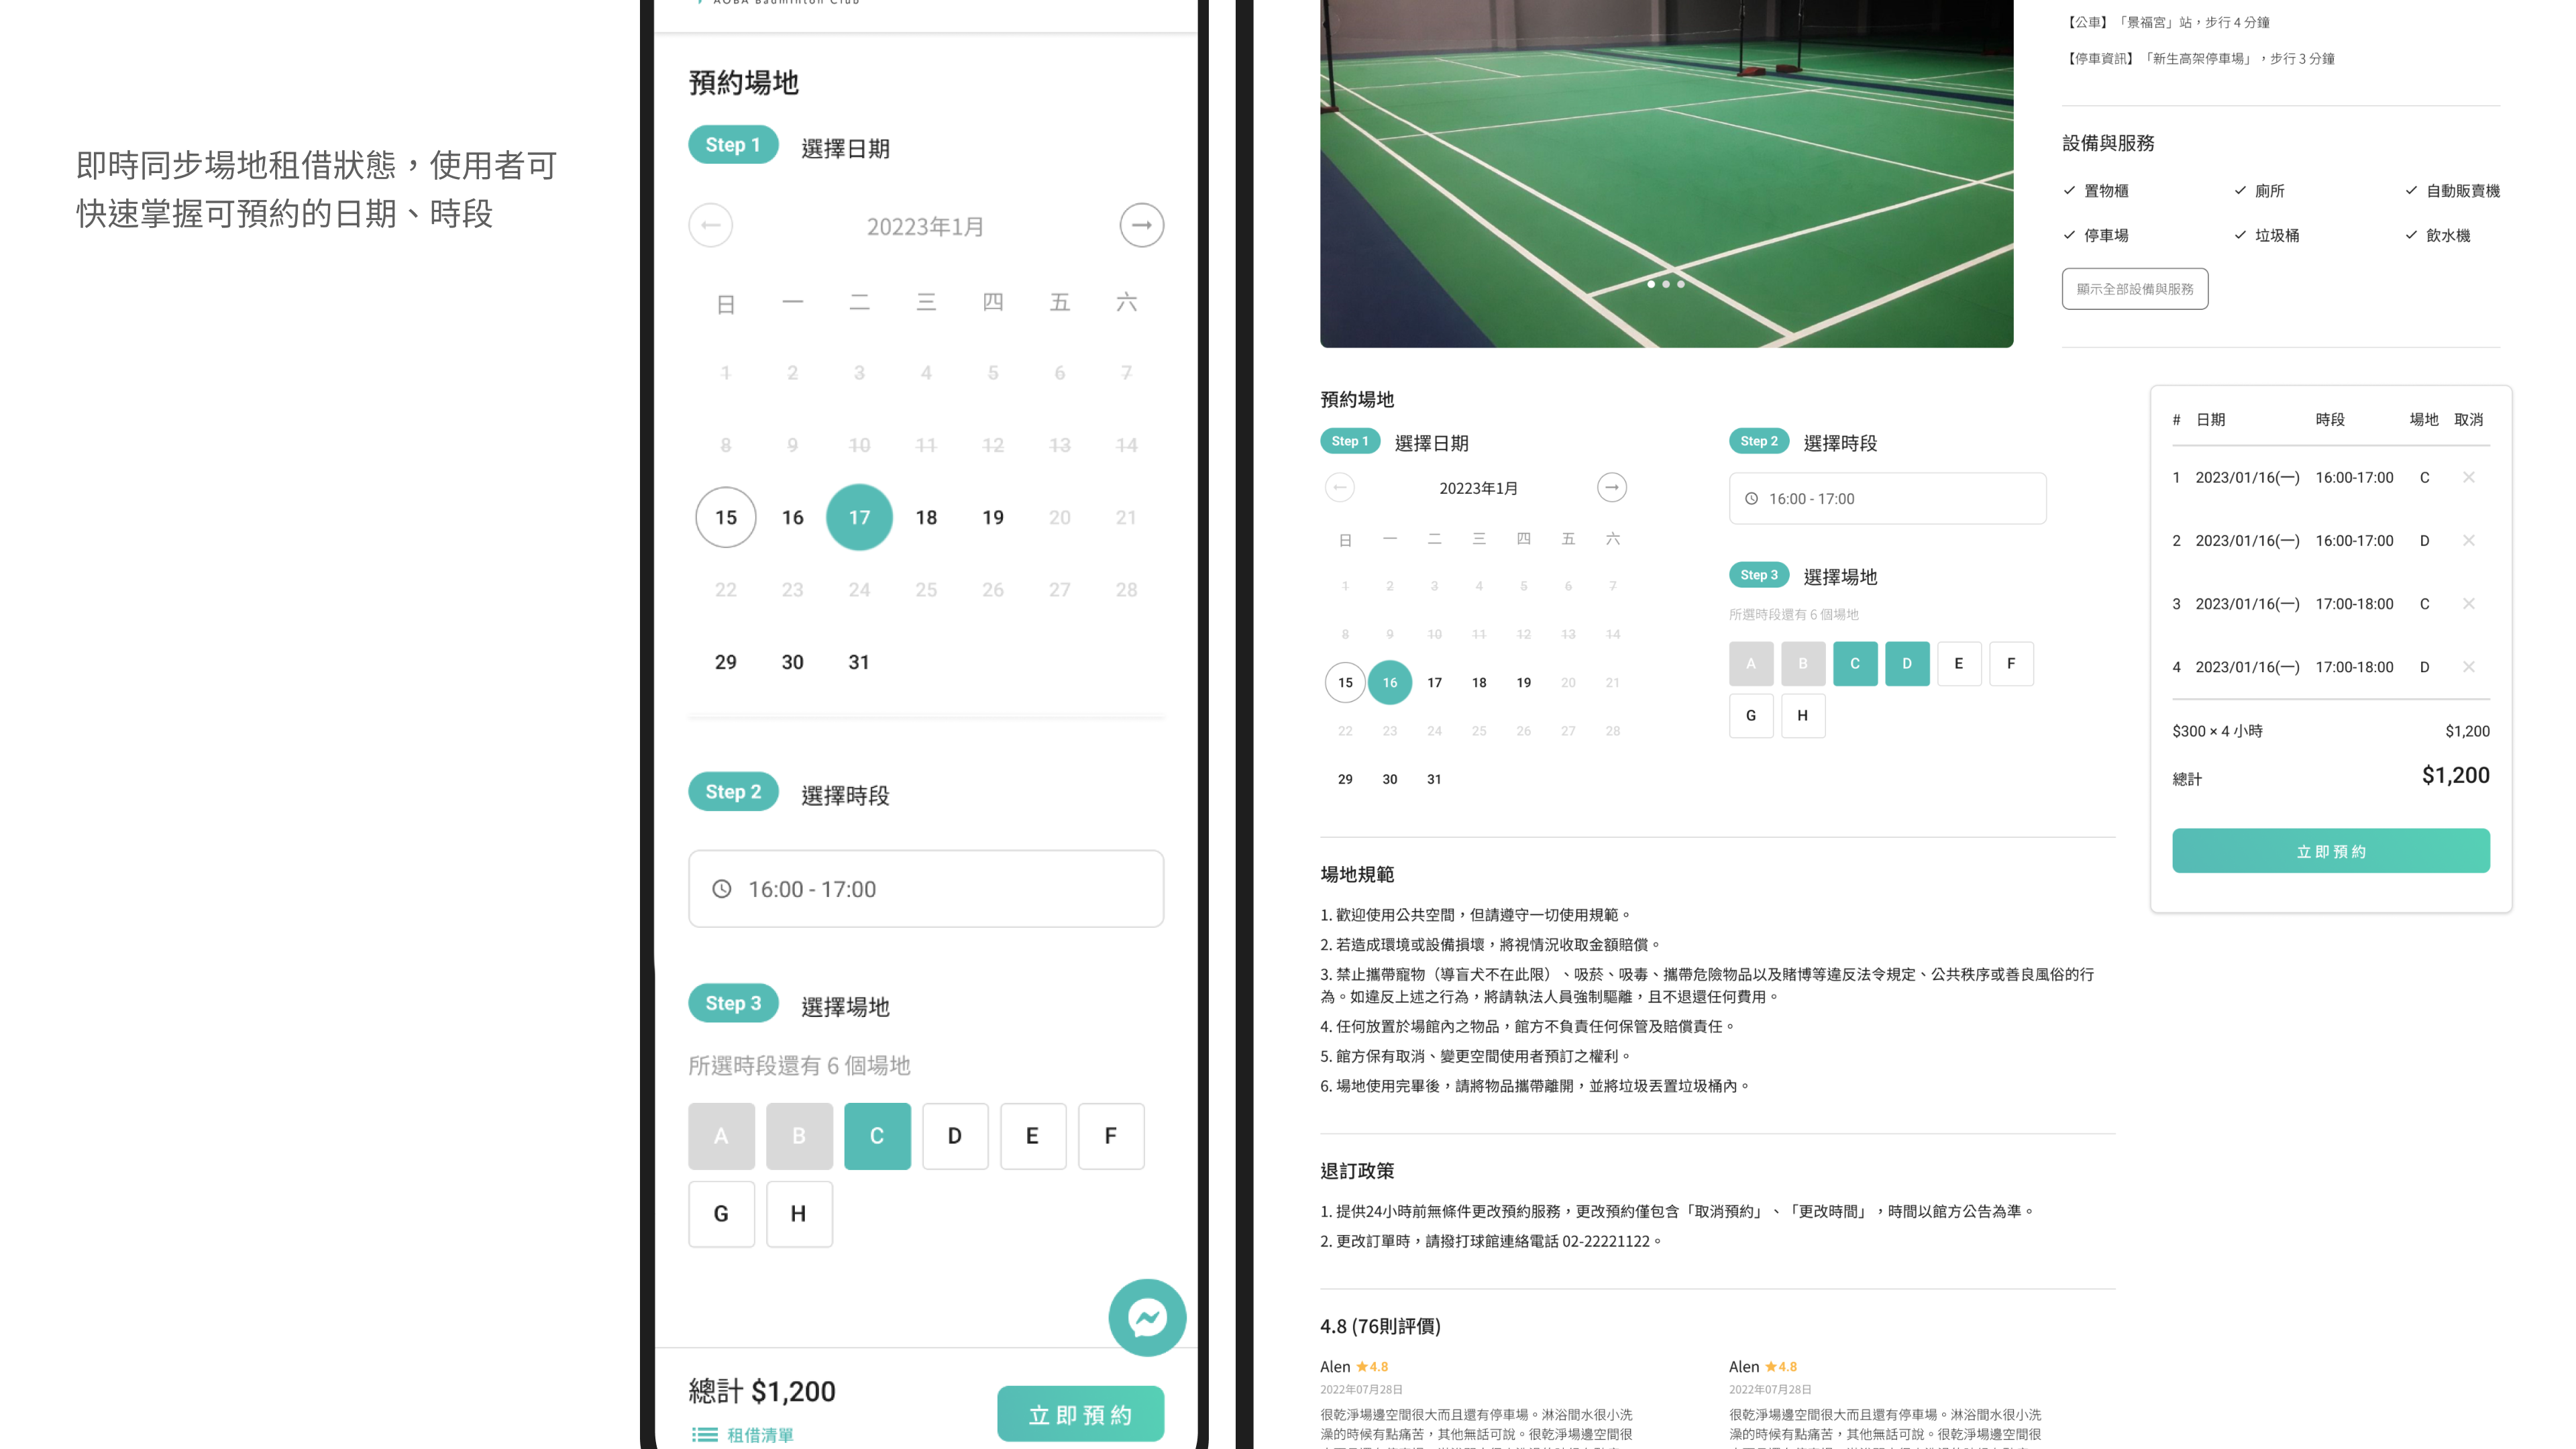 即時同步場地租借狀態，使用者可
快速掌握可預約的日期、時段
AOBA Badminton Club
預約場地
Step 1 選擇日期
20223年1月
日 一 二 三 四 五 六
1 2 3 4 5 6 7
8 9 10 11 12 13 14
15 16 17 18 19 20 21
22 23 24 25 26 27 28
29 30 31
Step 2 選擇時段
16:00 - 17:00
Step 3 選擇場地
所選時段還有 6 個場地
A B C D E F
G H
總計 $1,200
租借清單
立即預約
【公車】「景福宮」站，步行 4 分鐘
【停車資訊】「新生高架停車場」，步行 3 分鐘
設備與服務
置物櫃 廁所 自動販賣機
停車場 垃圾桶 飲水機
顯示全部設備與服務
預約場地
Step 1 選擇日期
20223年1月
日 一 二 三 四 五 六
1 2 3 4 5 6 7
8 9 10 11 12 13 14
15 16 17 18 19 20 21
22 23 24 25 26 27 28
29 30 31
Step 2 選擇時段
16:00 - 17:00
Step 3 選擇場地
所選時段還有 6 個場地
A B C D E F
G H
# 日期 時段 場地 取消
1 2023/01/16(一) 16:00-17:00 C
2 2023/01/16(一) 16:00-17:00 D
3 2023/01/16(一) 17:00-18:00 C
4 2023/01/16(一) 17:00-18:00 D
$300 × 4 小時 $1,200
總計 $1,200
立即預約
場地規範
1. 歡迎使用公共空間，但請遵守一切使用規範。
2. 若造成環境或設備損壞，將視情況收取金額賠償。
3. 禁止攜帶寵物（導盲犬不在此限）、吸菸、吸毒、攜帶危險物品以及賭博等違反法令規定、公共秩序或善良風俗的行
為。如違反上述之行為，將請執法人員強制驅離，且不退還任何費用。
4. 任何放置於場館內之物品，館方不負責任何保管及賠償責任。
5. 館方保有取消、變更空間使用者預訂之權利。
6. 場地使用完畢後，請將物品攜帶離開，並將垃圾丟置垃圾桶內。
退訂政策
1. 提供24小時前無條件更改預約服務，更改預約僅包含「取消預約」、「更改時間」，時間以館方公告為準。
2. 更改訂單時，請撥打球館連絡電話 02-22221122。
4.8 (76則評價)
Alen ★4.8
2022年07月28日
很乾淨場邊空間很大而且還有停車場。淋浴間水很小洗
澡的時候有點痛苦，其他無話可說。很乾淨場邊空間很
Alen ★4.8
2022年07月28日
很乾淨場邊空間很大而且還有停車場。淋浴間水很小洗
澡的時候有點痛苦，其他無話可說。很乾淨場邊空間很